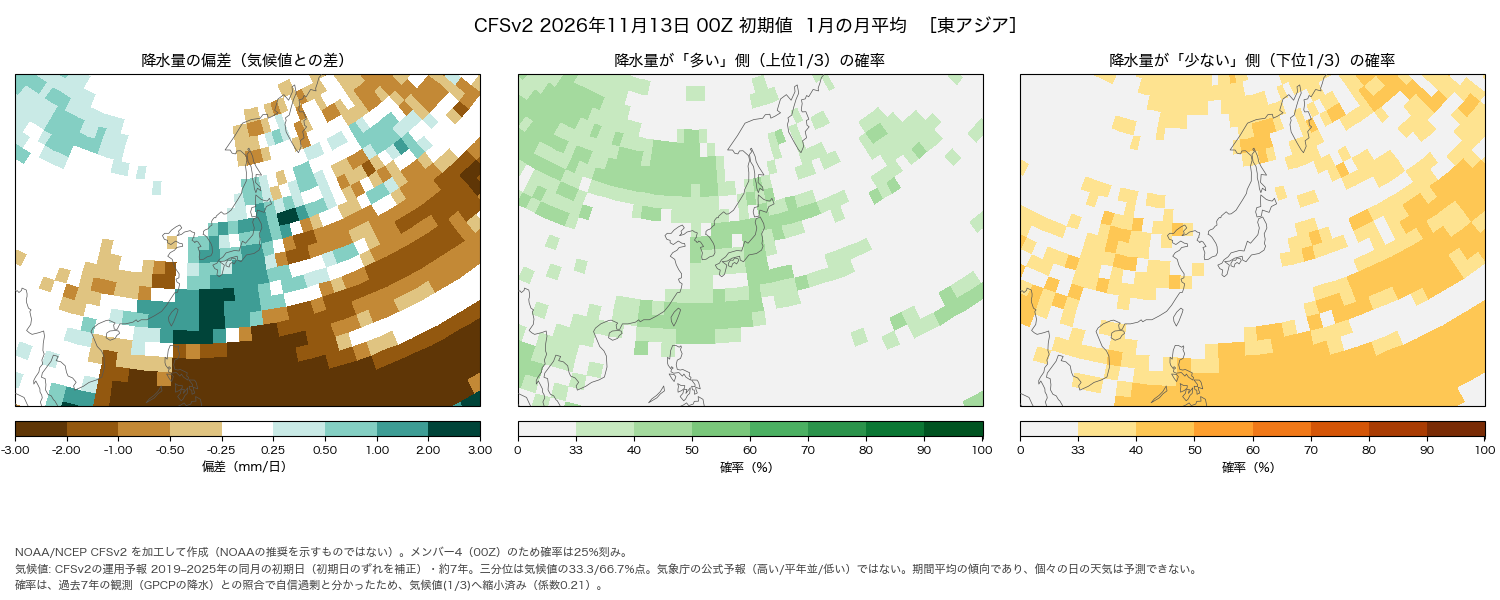 CFSv2 2026年11月13日 00Z 初期値 1月の月平均 ［東アジア］
降水量の偏差（気候値との差）
降水量が「多い」側（上位1/3）の確率
降水量が「少ない」側（下位1/3）の確率
-3.00 -2.00 -1.00 -0.50 -0.25 0.25 0.50 1.00 2.00 3.00
偏差（mm/日）
0 33 40 50 60 70 80 90 100
確率（%）
0 33 40 50 60 70 80 90 100
確率（%）
NOAA/NCEP CFSv2 を加工して作成（NOAAの推奨を示すものではない）。メンバー4（00Z）のため確率は25%刻み。
気候値: CFSv2の運用予報 2019–2025年の同月の初期日（初期日のずれを補正）・約7年。三分位は気候値の33.3/66.7%点。気象庁の公式予報（高い/平年並/低い）ではない。期間平均の傾向であり、個々の日の天気は予測できない。
確率は、過去7年の観測（GPCPの降水）との照合で自信過剰と分かったため、気候値(1/3)へ縮小済み（係数0.21）。